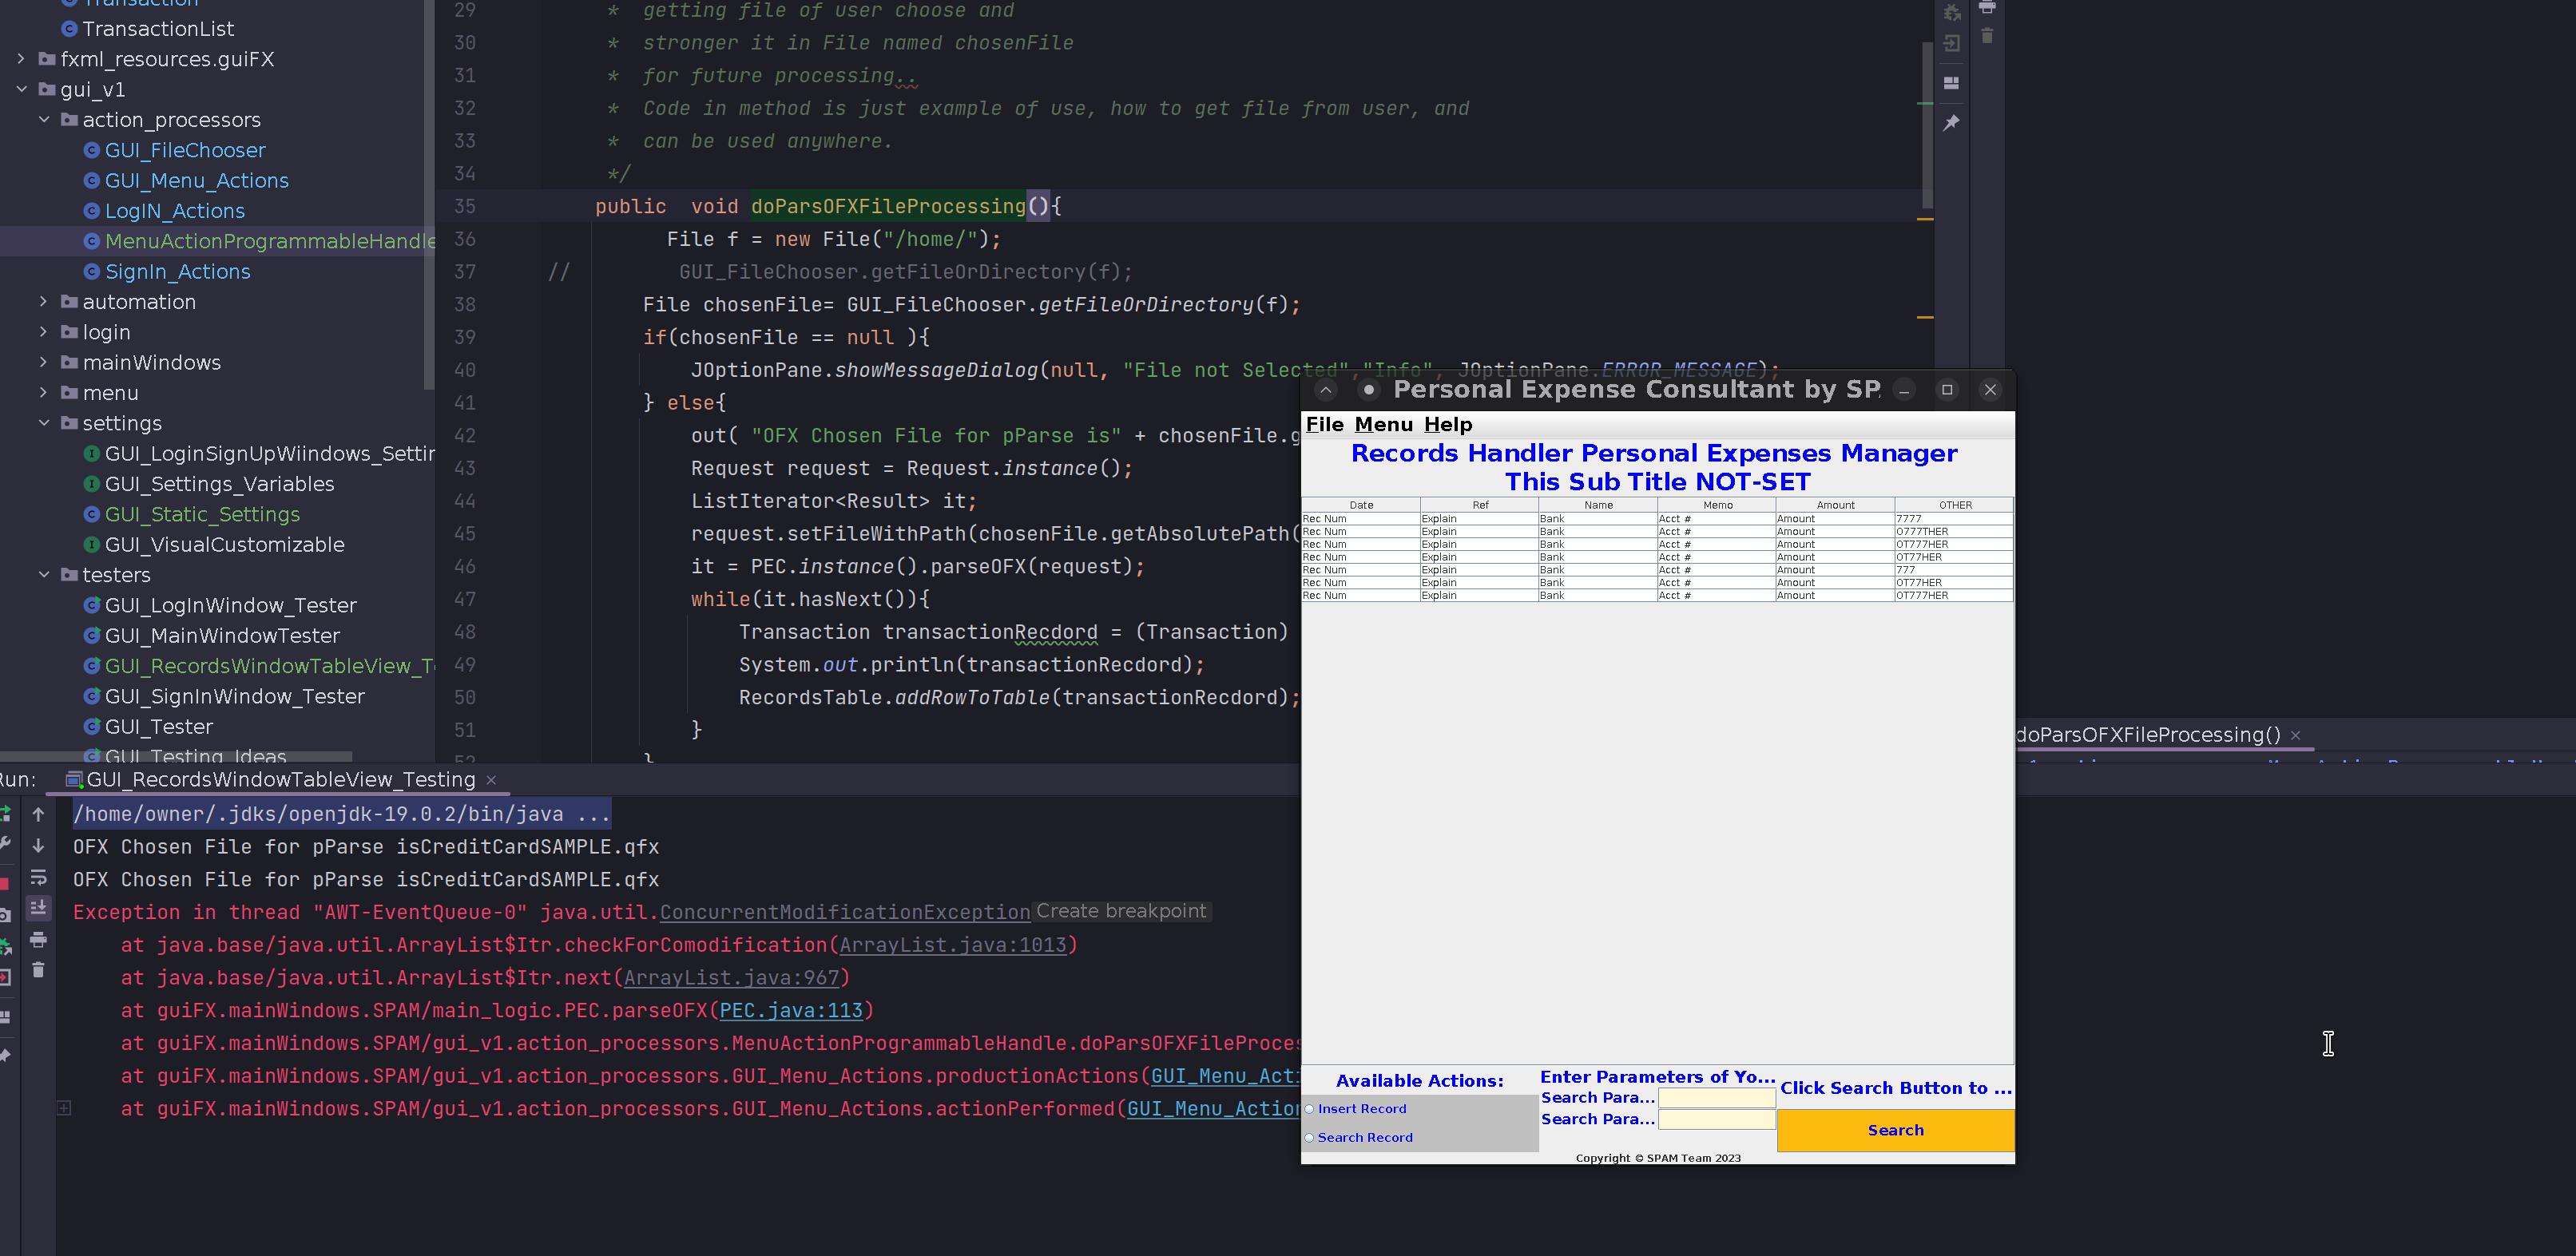 Transaction
TransactionList
fxml_resources.guiFX
gui_v1
action_processors
GUI_FileChooser
GUI_Menu_Actions
LogIN_Actions
MenuActionProgrammableHandle
SignIn_Actions
automation
login
mainWindows
menu
settings
GUI_LoginSignUpWiindows_Settin
GUI_Settings_Variables
GUI_Static_Settings
GUI_VisualCustomizable
testers
GUI_LogInWindow_Tester
GUI_MainWindowTester
GUI_RecordsWindowTableView_T
GUI_SignInWindow_Tester
GUI_Tester
GUI_Testing_Ideas
29 * getting file of user choose and
30 * stronger it in File named chosenFile
31 * for future processing..
32 * Code in method is just example of use, how to get file from user, and
33 * can be used anywhere.
34 */
35 public void doParsOFXFileProcessing(){
36 File f = new File("/home/");
37 // GUI_FileChooser.getFileOrDirectory(f);
38 File chosenFile= GUI_FileChooser.getFileOrDirectory(f);
39 if(chosenFile == null ){
40 JOptionPane.showMessageDialog(null, "File not Selected","Info", JOptionPane.ERROR_MESSAGE);
41 } else{
42 out( "OFX Chosen File for pParse is" + chosenFile.g
43 Request request = Request.instance();
44 ListIterator<Result> it;
45 request.setFileWithPath(chosenFile.getAbsolutePath(
46 it = PEC.instance().parseOFX(request);
47 while(it.hasNext()){
48 Transaction transactionRecdord = (Transaction)
49 System.out.println(transactionRecdord);
50 RecordsTable.addRowToTable(transactionRecdord);
51 }
52 }
Personal Expense Consultant by SP
File Menu Help
Records Handler Personal Expenses Manager
This Sub Title NOT-SET
Date Ref Name Memo Amount OTHER
Rec Num Explain Bank Acct # Amount 7777
Rec Num Explain Bank Acct # Amount O777THER
Rec Num Explain Bank Acct # Amount OT777HER
Rec Num Explain Bank Acct # Amount OT77HER
Rec Num Explain Bank Acct # Amount 777
Rec Num Explain Bank Acct # Amount OT77HER
Rec Num Explain Bank Acct # Amount OT777HER
Available Actions:
Insert Record
Search Record
Enter Parameters of Yo...
Search Para...
Search Para...
Click Search Button to ...
Search
Copyright © SPAM Team 2023
doParsOFXFileProcessing() ×
Run: GUI_RecordsWindowTableView_Testing ×
/home/owner/.jdks/openjdk-19.0.2/bin/java ...
OFX Chosen File for pParse isCreditCardSAMPLE.qfx
OFX Chosen File for pParse isCreditCardSAMPLE.qfx
Exception in thread "AWT-EventQueue-0" java.util.ConcurrentModificationException Create breakpoint
at java.base/java.util.ArrayList$Itr.checkForComodification(ArrayList.java:1013)
at java.base/java.util.ArrayList$Itr.next(ArrayList.java:967)
at guiFX.mainWindows.SPAM/main_logic.PEC.parseOFX(PEC.java:113)
at guiFX.mainWindows.SPAM/gui_v1.action_processors.MenuActionProgrammableHandle.doParsOFXFileProces
at guiFX.mainWindows.SPAM/gui_v1.action_processors.GUI_Menu_Actions.productionActions(GUI_Menu_Acti
at guiFX.mainWindows.SPAM/gui_v1.action_processors.GUI_Menu_Actions.actionPerformed(GUI_Menu_Action